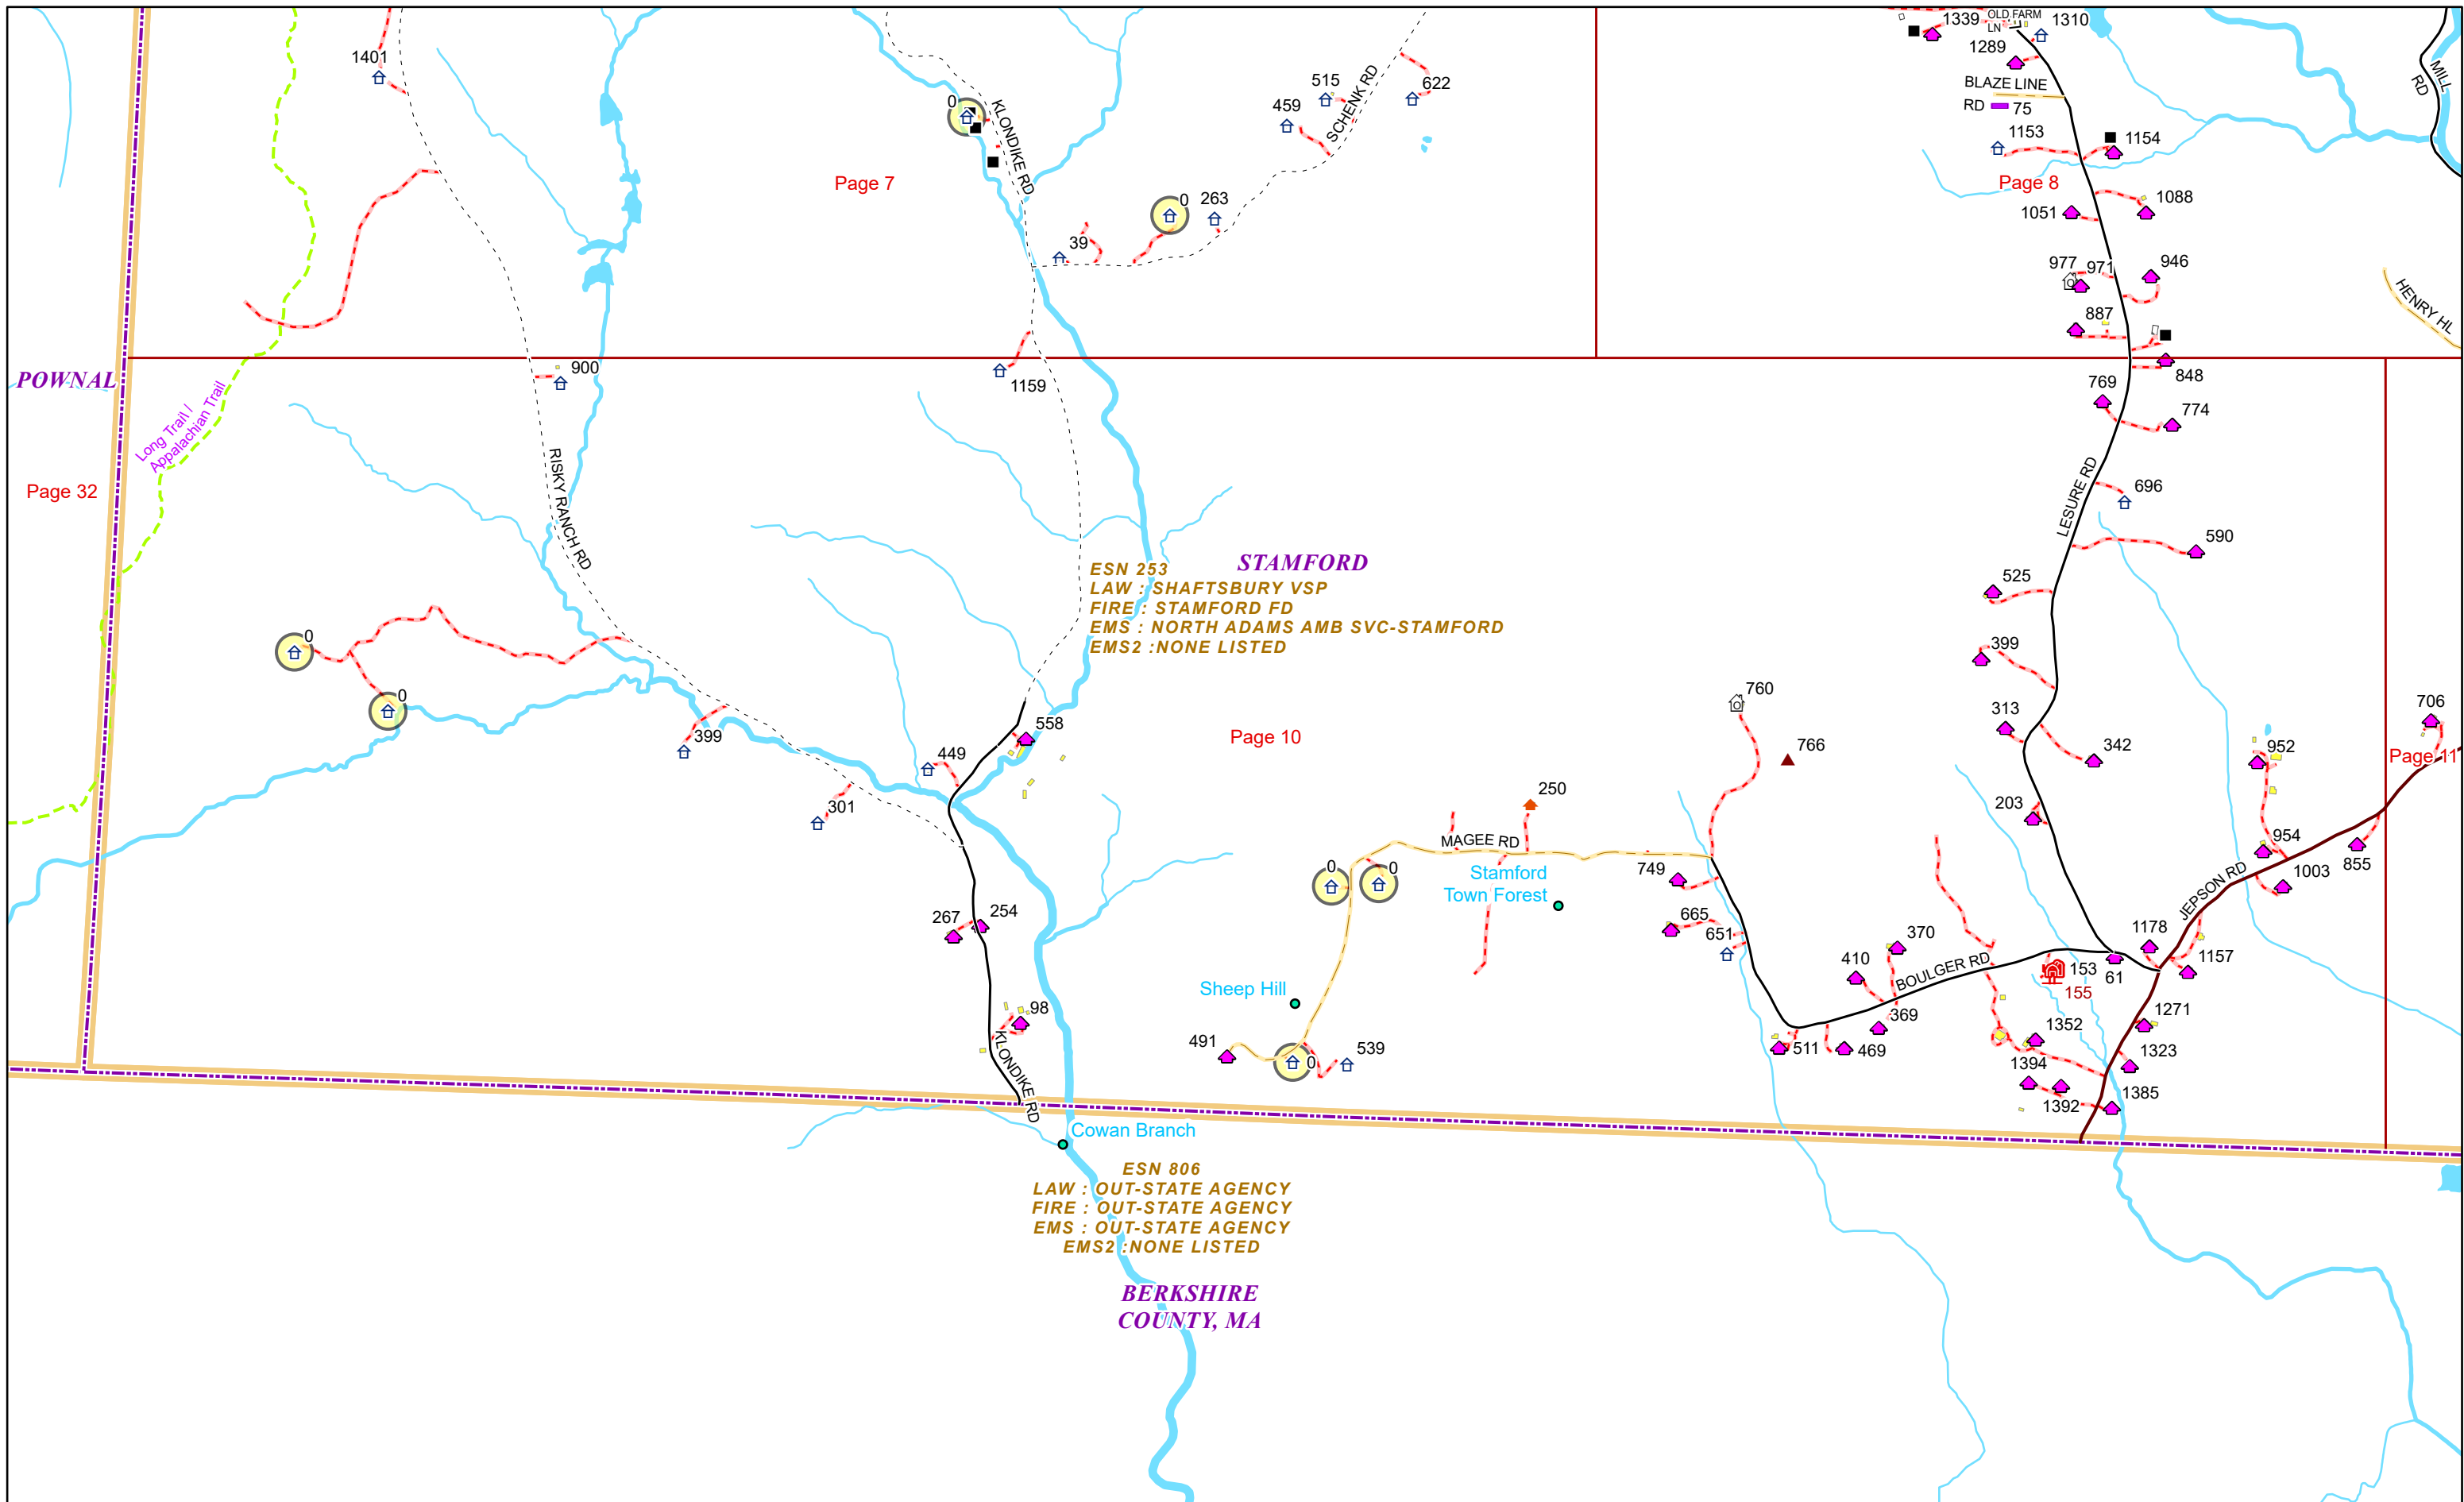 1401
0
KLONDIKE RD
515
459
SCHENK RD
622
1339
OLD FARM
LN
1310
1289
BLAZE LINE
RD
75
MILL
RD
1153
1154
Page 7
Page 8
0
263
39
1051
1088
977
971
946
887
HENRY HL
POWNAL
900
1159
769
848
774
Long Trail /
Appalachian Trail
Page 32
RISKY RANCH RD
LESURE RD
696
590
STAMFORD
ESN 253
LAW : SHAFTSBURY VSP
FIRE : STAMFORD FD
EMS : NORTH ADAMS AMB SVC-STAMFORD
EMS2 :NONE LISTED
525
399
0
0
399
558
449
301
Page 10
760
766
313
342
952
706
Page 11
203
250
MAGEE RD
954
855
1003
JEPSON RD
0
0
Stamford
Town Forest
749
665
651
267
254
370
410
BOULGER RD
153
155
61
1178
1157
Sheep Hill
98
KLONDIKE RD
491
0
539
511
469
369
1352
1394
1392
1271
1323
1385
Cowan Branch
ESN 806
LAW : OUT-STATE AGENCY
FIRE : OUT-STATE AGENCY
EMS : OUT-STATE AGENCY
EMS2 :NONE LISTED
BERKSHIRE
COUNTY, MA